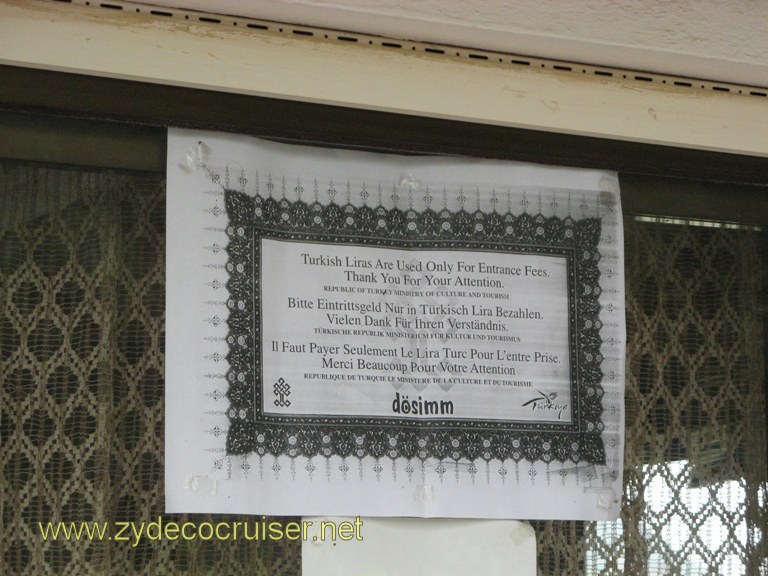 Turkish Liras Are Used Only For Entrance Fees.
Thank You For Your Attention.
REPUBLIC OF TURKEY MINISTRY OF CULTURE AND TOURISM
Bitte Eintrittsgeld Nur in Türkisch Lira Bezahlen.
Vielen Dank Für Ihren Verständnis.
TÜRKISCHE REPUBLIK MINISTERIUM FÜR KULTUR UND TOURISMUS
Il Faut Payer Seulement Le Lira Turc Pour L'entre Prise.
Merci Beaucoup Pour Votre Attention
REPUBLIQUE DE TURQUIE LE MINISTERE DE LA CULTURE ET DU TOURISME
dösimm
Türkiye
www.zydecocruiser.net